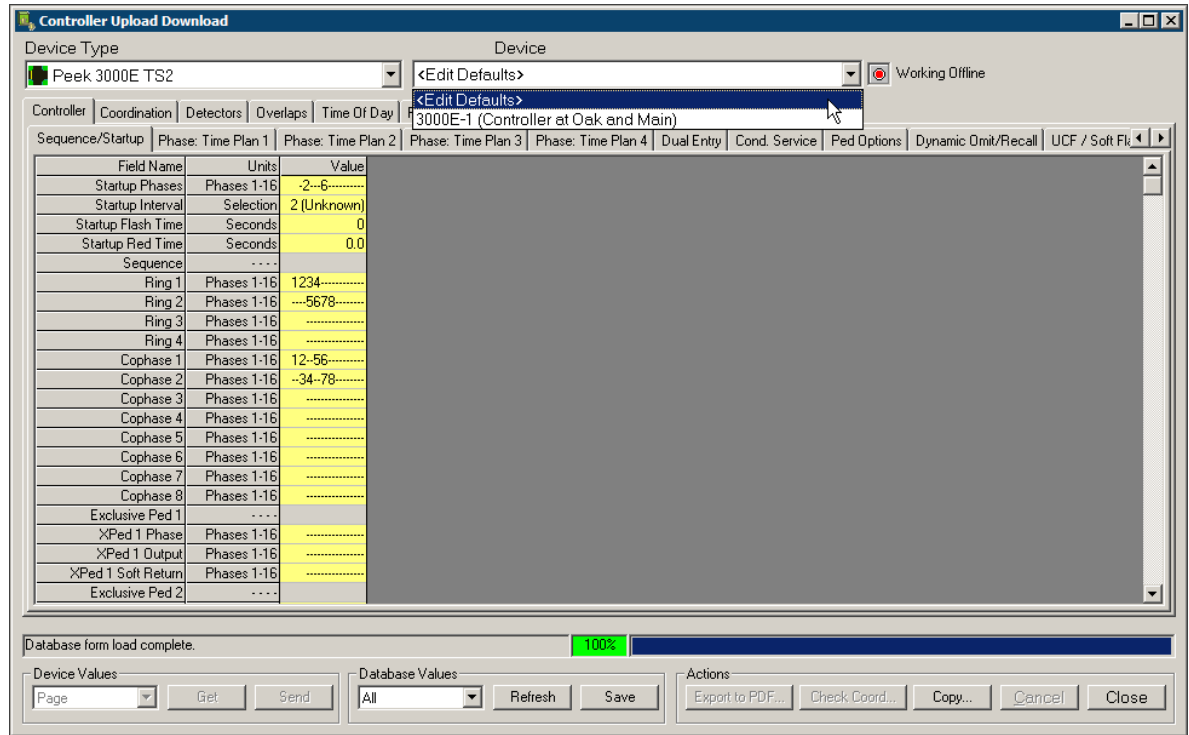 Controller Upload Download
Device Type Device
Peek 3000E TS2 <Edit Defaults> Working Offline
<Edit Defaults>
3000E-1 (Controller at Oak and Main)
Controller Coordination Detectors Overlaps Time Of Day
Sequence/Startup Phase: Time Plan 1 Phase: Time Plan 2 Phase: Time Plan 3 Phase: Time Plan 4 Dual Entry Cond. Service Ped Options Dynamic Omit/Recall UCF / Soft Fl
Field Name Units Value
Startup Phases Phases 1-16 -2---6----------
Startup Interval Selection 2 (Unknown)
Startup Flash Time Seconds 0
Startup Red Time Seconds 0.0
Sequence - - - -
Ring 1 Phases 1-16 1234------------
Ring 2 Phases 1-16 ----5678--------
Ring 3 Phases 1-16 ----------------
Ring 4 Phases 1-16 ----------------
Cophase 1 Phases 1-16 12--56----------
Cophase 2 Phases 1-16 --34--78--------
Cophase 3 Phases 1-16 ----------------
Cophase 4 Phases 1-16 ----------------
Cophase 5 Phases 1-16 ----------------
Cophase 6 Phases 1-16 ----------------
Cophase 7 Phases 1-16 ----------------
Cophase 8 Phases 1-16 ----------------
Exclusive Ped 1 - - - -
XPed 1 Phase Phases 1-16 ----------------
XPed 1 Output Phases 1-16 ----------------
XPed 1 Soft Return Phases 1-16 ----------------
Exclusive Ped 2 - - - -
Database form load complete. 100%
Device Values Database Values Actions
Page Get Send All Refresh Save Export to PDF... Check Coord... Copy... Cancel Close